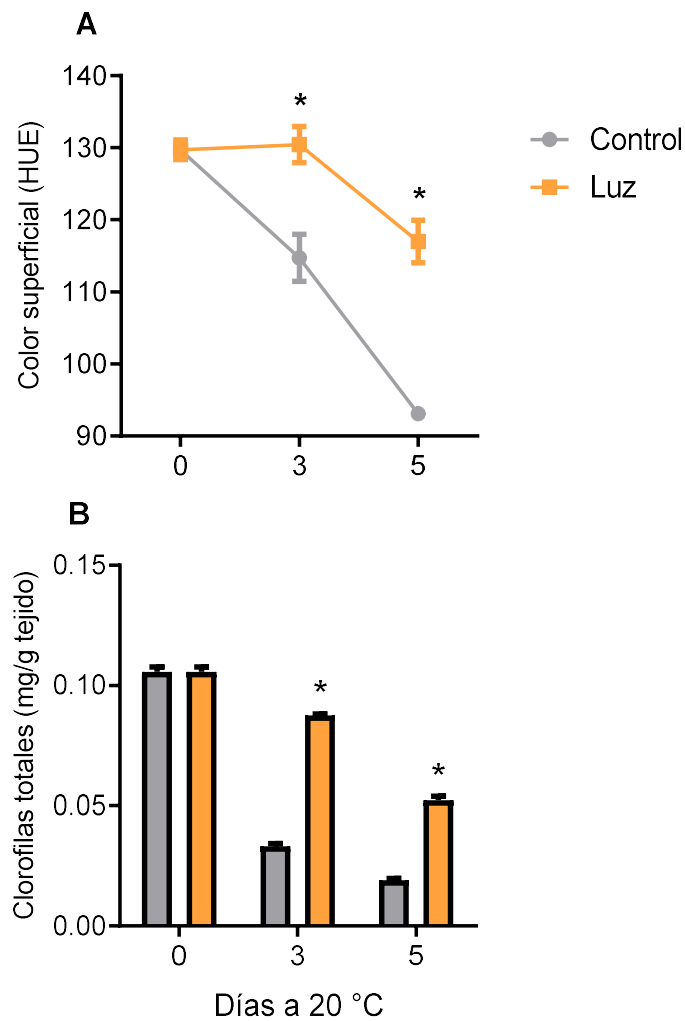 A
140
130
120
110
100
90
Color superficial (HUE)
*
*
0 3 5
Control
Luz
B
0.15
0.10
0.05
0.00
Clorofilas totales (mg/g tejido)
*
*
0 3 5
Días a 20 °C